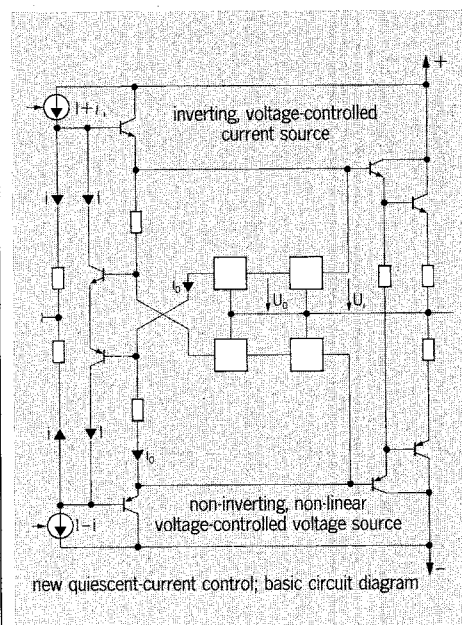 +
I+i,
inverting, voltage-controlled
current source
i
I
I₀
U₀
U,
i
I
I₀
I-i
non-inverting, non-linear
voltage-controlled voltage source
-
new quiescent-current control; basic circuit diagram